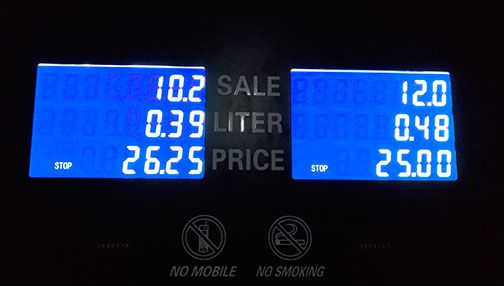 10.2 SALE 12.0
0.39 LITER 0.48
26.25 PRICE 25.00
STOP STOP
NO MOBILE NO SMOKING